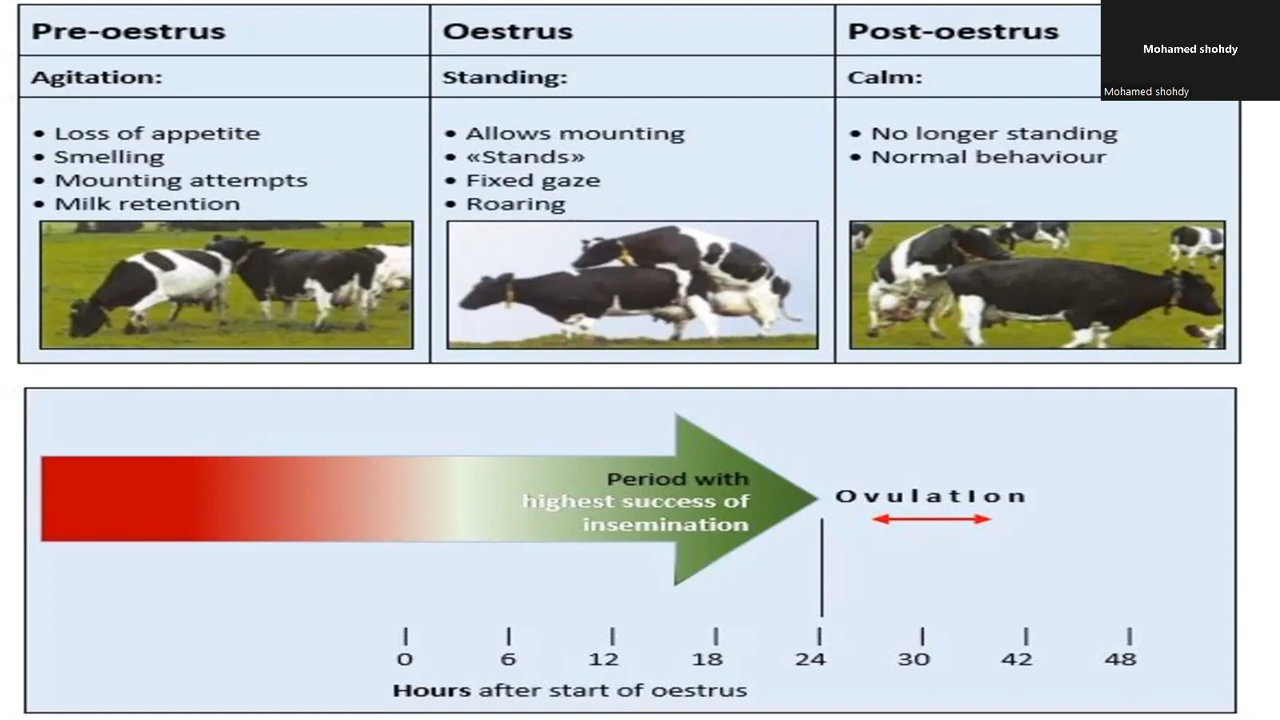 Pre-oestrus
Oestrus
Post-oestrus
Mohamed shohdy
Mohamed shohdy
Agitation:
Standing:
Calm:
• Loss of appetite
• Smelling
• Mounting attempts
• Milk retention
• Allows mounting
• «Stands»
• Fixed gaze
• Roaring
• No longer standing
• Normal behaviour
Period with
highest success of
insemination
Ovulation
0 6 12 18 24 30 42 48
Hours after start of oestrus